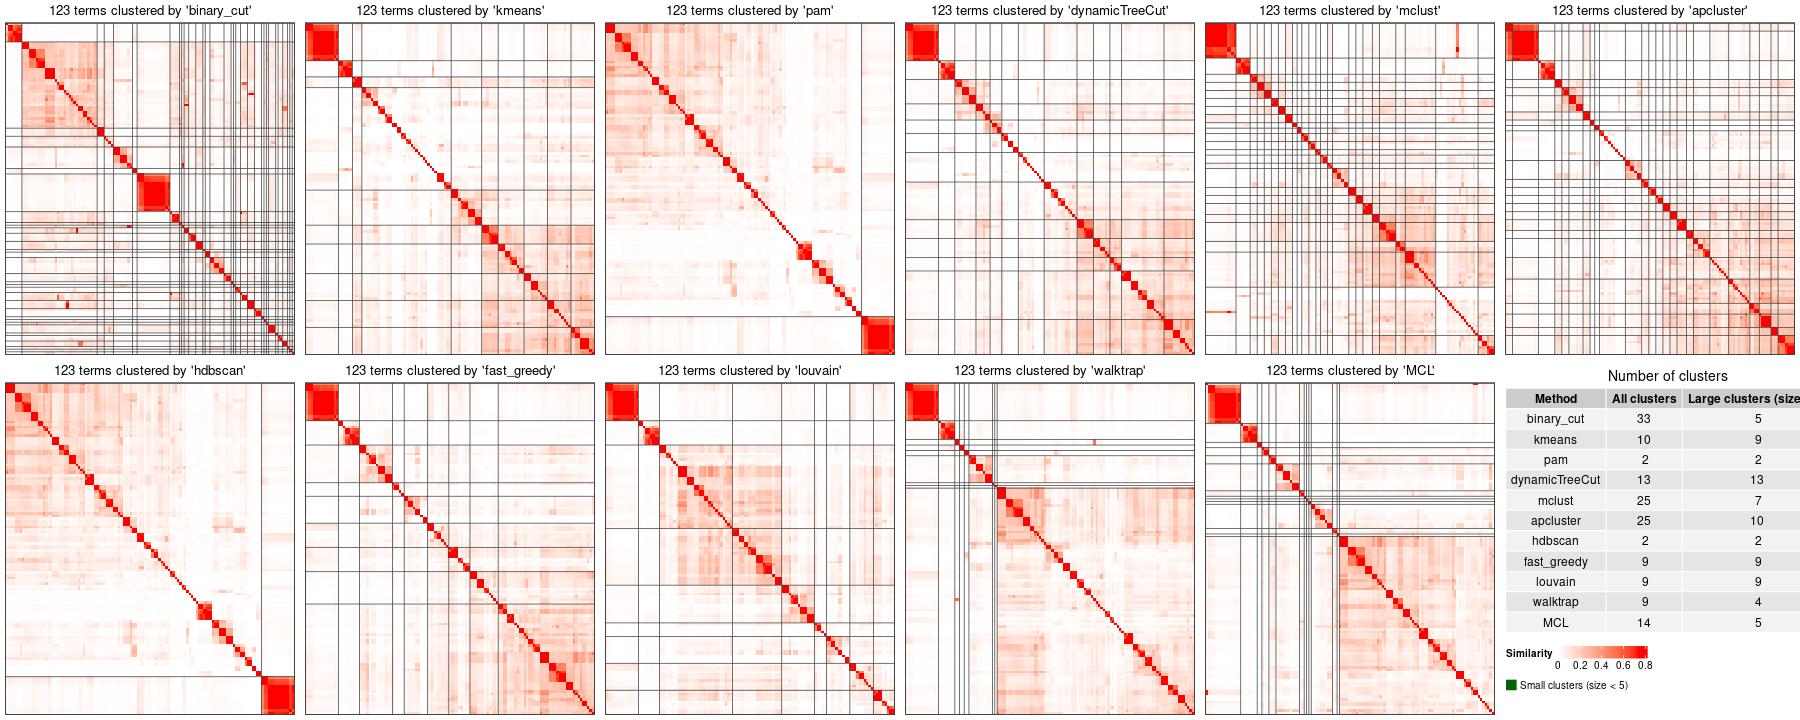 123 terms clustered by 'binary_cut'
123 terms clustered by 'kmeans'
123 terms clustered by 'pam'
123 terms clustered by 'dynamicTreeCut'
123 terms clustered by 'mclust'
123 terms clustered by 'apcluster'
123 terms clustered by 'hdbscan'
123 terms clustered by 'fast_greedy'
123 terms clustered by 'louvain'
123 terms clustered by 'walktrap'
123 terms clustered by 'MCL'
Number of clusters
Method All clusters Large clusters (size
binary_cut 33 5
kmeans 10 9
pam 2 2
dynamicTreeCut 13 13
mclust 25 7
apcluster 25 10
hdbscan 2 2
fast_greedy 9 9
louvain 9 9
walktrap 9 4
MCL 14 5
Similarity
0 0.2 0.4 0.6 0.8
Small clusters (size < 5)